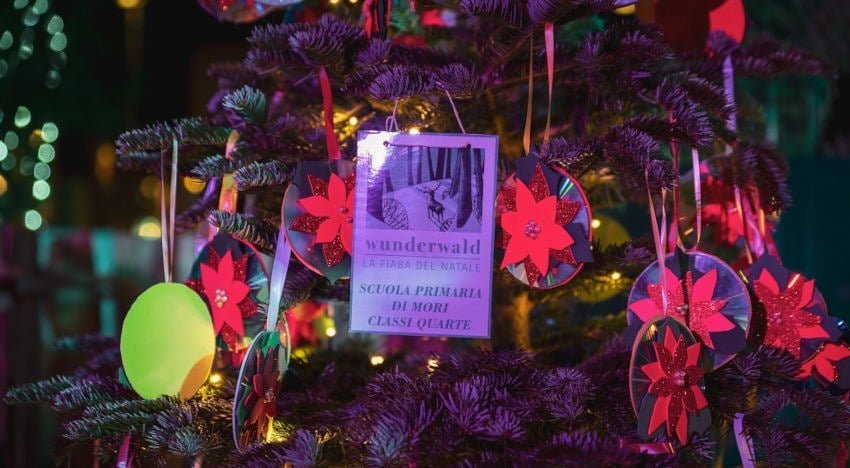 wunderwald
LA FIABA DEL NATALE
SCUOLA PRIMARIA
DI MORI
CLASSI QUARTE